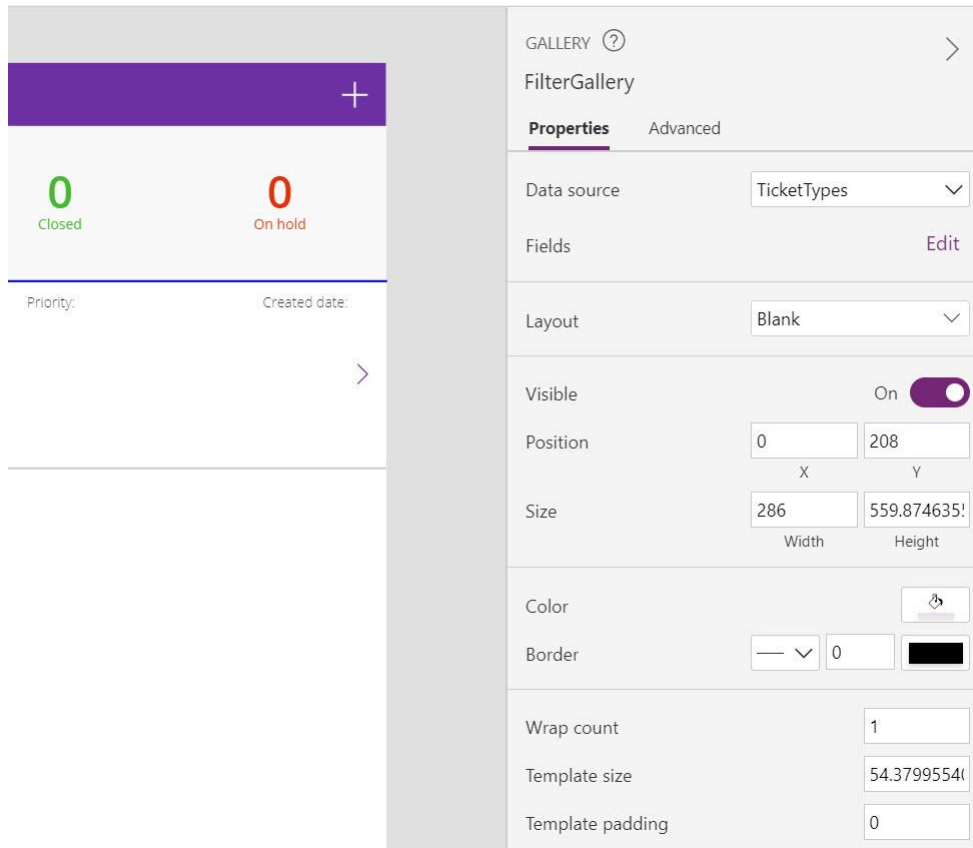 GALLERY ?
FilterGallery
Properties Advanced
0 0
Closed On hold
Data source TicketTypes
Fields Edit
Priority: Created date:
Layout Blank
Visible On
Position 0 208
X Y
Size 286 559.8746355
Width Height
Color
Border 0
Wrap count 1
Template size 54.3799554
Template padding 0